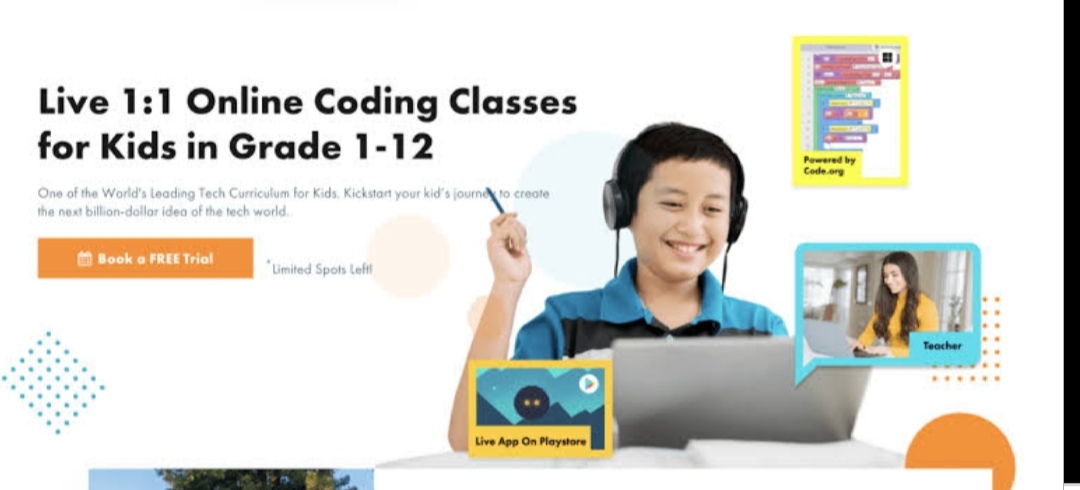 Live 1:1 Online Coding Classes
for Kids in Grade 1-12
One of the World's Leading Tech Curriculum for Kids. Kickstart your kid's journey to create
the next billion-dollar idea of the tech world.
Book a FREE Trial
*Limited Spots Left!
Powered by
Code.org
Teacher
Live App On Playstore